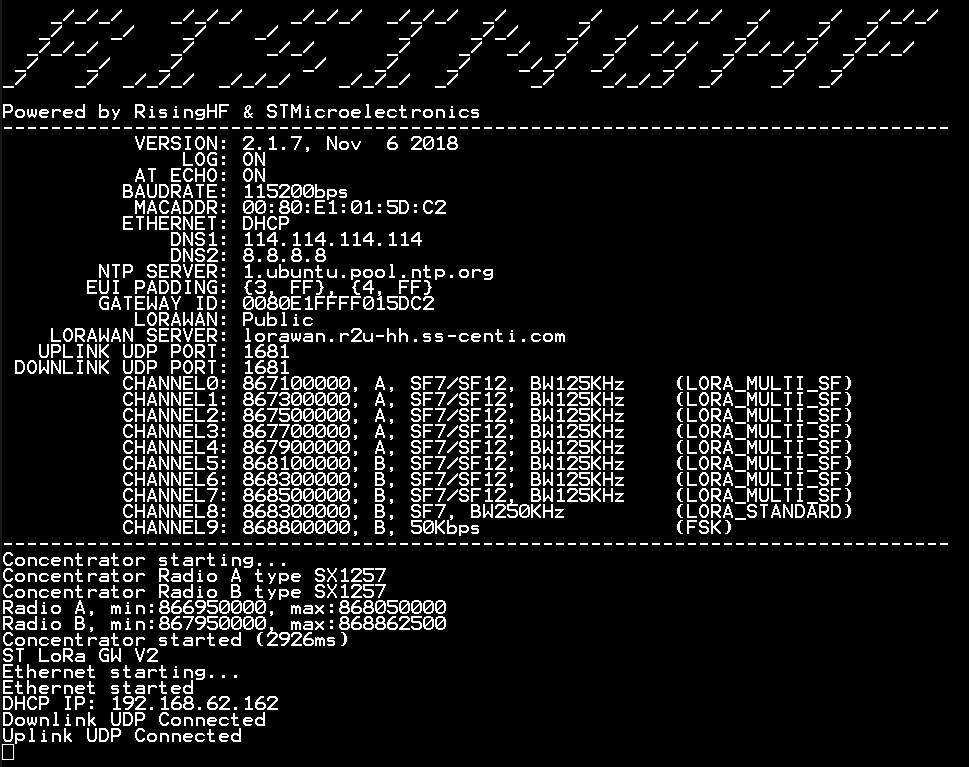 RISINGHF
Powered by RisingHF & STMicroelectronics
-------------------------------------------------------------------------------
VERSION: 2.1.7, Nov  6 2018
LOG: ON
AT ECHO: ON
BAUDRATE: 115200bps
MACADDR: 00:80:E1:01:5D:C2
ETHERNET: DHCP
DNS1: 114.114.114.114
DNS2: 8.8.8.8
NTP SERVER: 1.ubuntu.pool.ntp.org
EUI PADDING: {3, FF}, {4, FF}
GATEWAY ID: 0080E1FFFF015DC2
LORAWAN: Public
LORAWAN SERVER: lorawan.r2u-hh.ss-centi.com
UPLINK UDP PORT: 1681
DOWNLINK UDP PORT: 1681
CHANNEL0: 867100000, A, SF7/SF12, BW125KHz (LORA_MULTI_SF)
CHANNEL1: 867300000, A, SF7/SF12, BW125KHz (LORA_MULTI_SF)
CHANNEL2: 867500000, A, SF7/SF12, BW125KHz (LORA_MULTI_SF)
CHANNEL3: 867700000, A, SF7/SF12, BW125KHz (LORA_MULTI_SF)
CHANNEL4: 867900000, A, SF7/SF12, BW125KHz (LORA_MULTI_SF)
CHANNEL5: 868100000, B, SF7/SF12, BW125KHz (LORA_MULTI_SF)
CHANNEL6: 868300000, B, SF7/SF12, BW125KHz (LORA_MULTI_SF)
CHANNEL7: 868500000, B, SF7/SF12, BW125KHz (LORA_MULTI_SF)
CHANNEL8: 868300000, B, SF7, BW250KHz (LORA_STANDARD)
CHANNEL9: 868800000, B, 50Kbps (FSK)
-------------------------------------------------------------------------------
Concentrator starting...
Concentrator Radio A type SX1257
Concentrator Radio B type SX1257
Radio A, min:866950000, max:868050000
Radio B, min:867950000, max:868862500
Concentrator started (2926ms)
ST LoRa GW V2
Ethernet starting...
Ethernet started
DHCP IP: 192.168.62.162
Downlink UDP Connected
Uplink UDP Connected